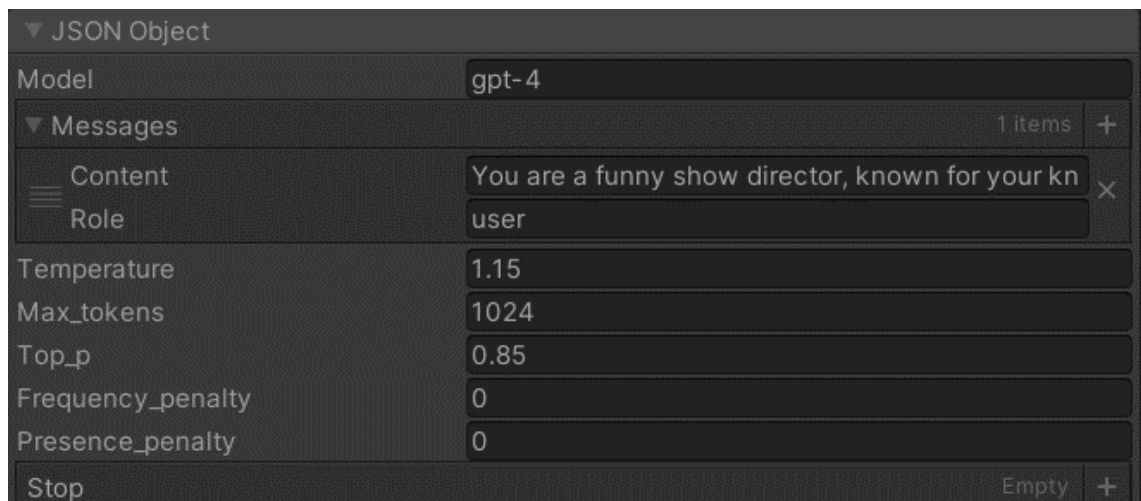 JSON Object
Model gpt-4
Messages 1 items +
Content You are a funny show director, known for your kn
Role user
Temperature 1.15
Max_tokens 1024
Top_p 0.85
Frequency_penalty 0
Presence_penalty 0
Stop Empty +